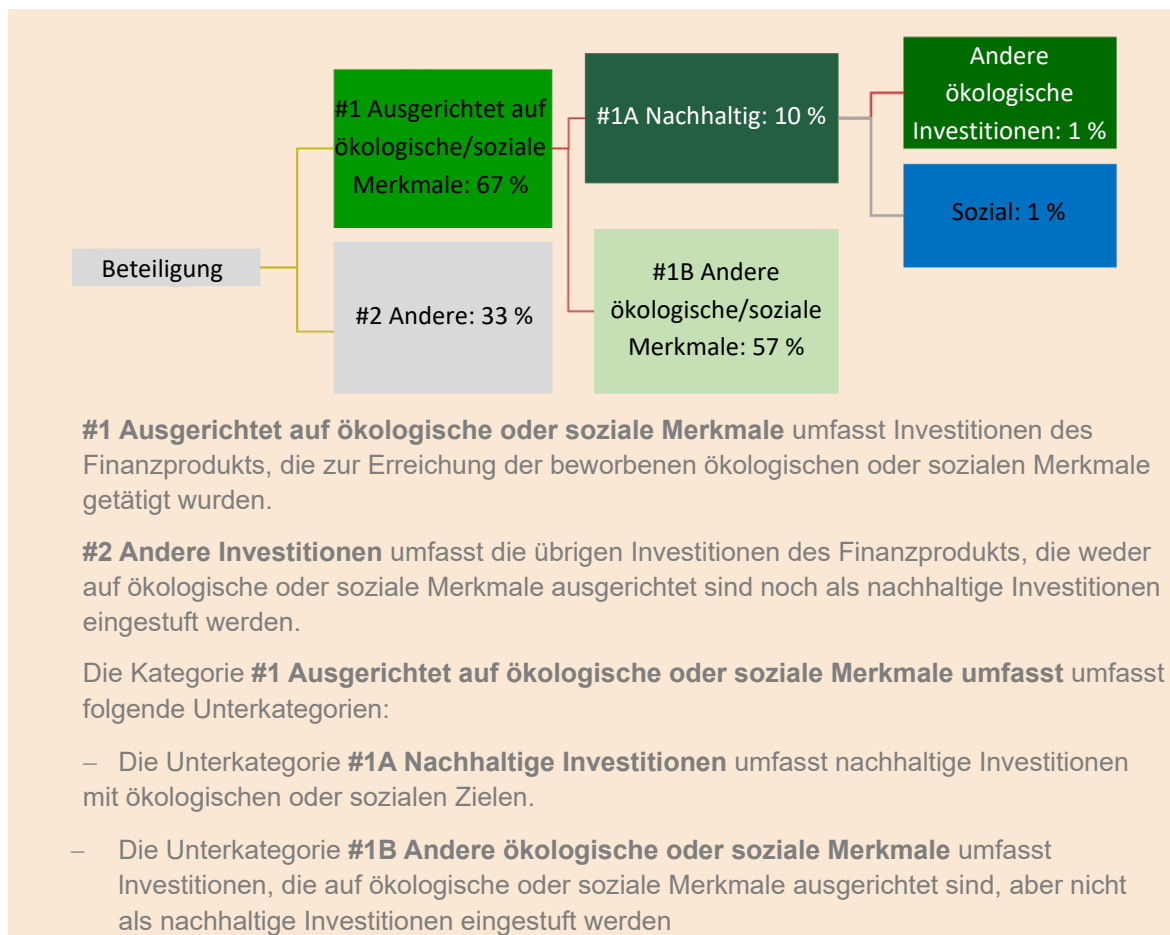 Beteiligung
#1 Ausgerichtet auf
ökologische/soziale
Merkmale: 67 %
#2 Andere: 33 %
#1A Nachhaltig: 10 %
#1B Andere
ökologische/soziale
Merkmale: 57 %
Andere
ökologische
Investitionen: 1 %
Sozial: 1 %
#1 Ausgerichtet auf ökologische oder soziale Merkmale umfasst Investitionen des
Finanzprodukts, die zur Erreichung der beworbenen ökologischen oder sozialen Merkmale
getätigt wurden.
#2 Andere Investitionen umfasst die übrigen Investitionen des Finanzprodukts, die weder
auf ökologische oder soziale Merkmale ausgerichtet sind noch als nachhaltige Investitionen
eingestuft werden.
Die Kategorie #1 Ausgerichtet auf ökologische oder soziale Merkmale umfasst umfasst
folgende Unterkategorien:
– Die Unterkategorie #1A Nachhaltige Investitionen umfasst nachhaltige Investitionen
mit ökologischen oder sozialen Zielen.
– Die Unterkategorie #1B Andere ökologische oder soziale Merkmale umfasst
Investitionen, die auf ökologische oder soziale Merkmale ausgerichtet sind, aber nicht
als nachhaltige Investitionen eingestuft werden